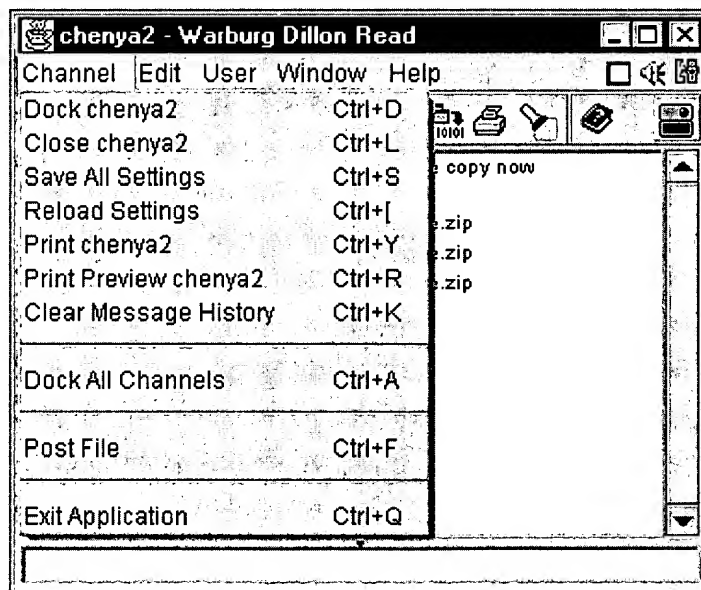 chenya2 - Warburg Dillon Read
Channel Edit User Window Help
Dock chenya2 Ctrl+D
Close chenya2 Ctrl+L
Save All Settings Ctrl+S
Reload Settings Ctrl+[
Print chenya2 Ctrl+Y
Print Preview chenya2 Ctrl+R
Clear Message History Ctrl+K
Dock All Channels Ctrl+A
Post File Ctrl+F
Exit Application Ctrl+Q
10101
copy now
.zip
.zip
.zip